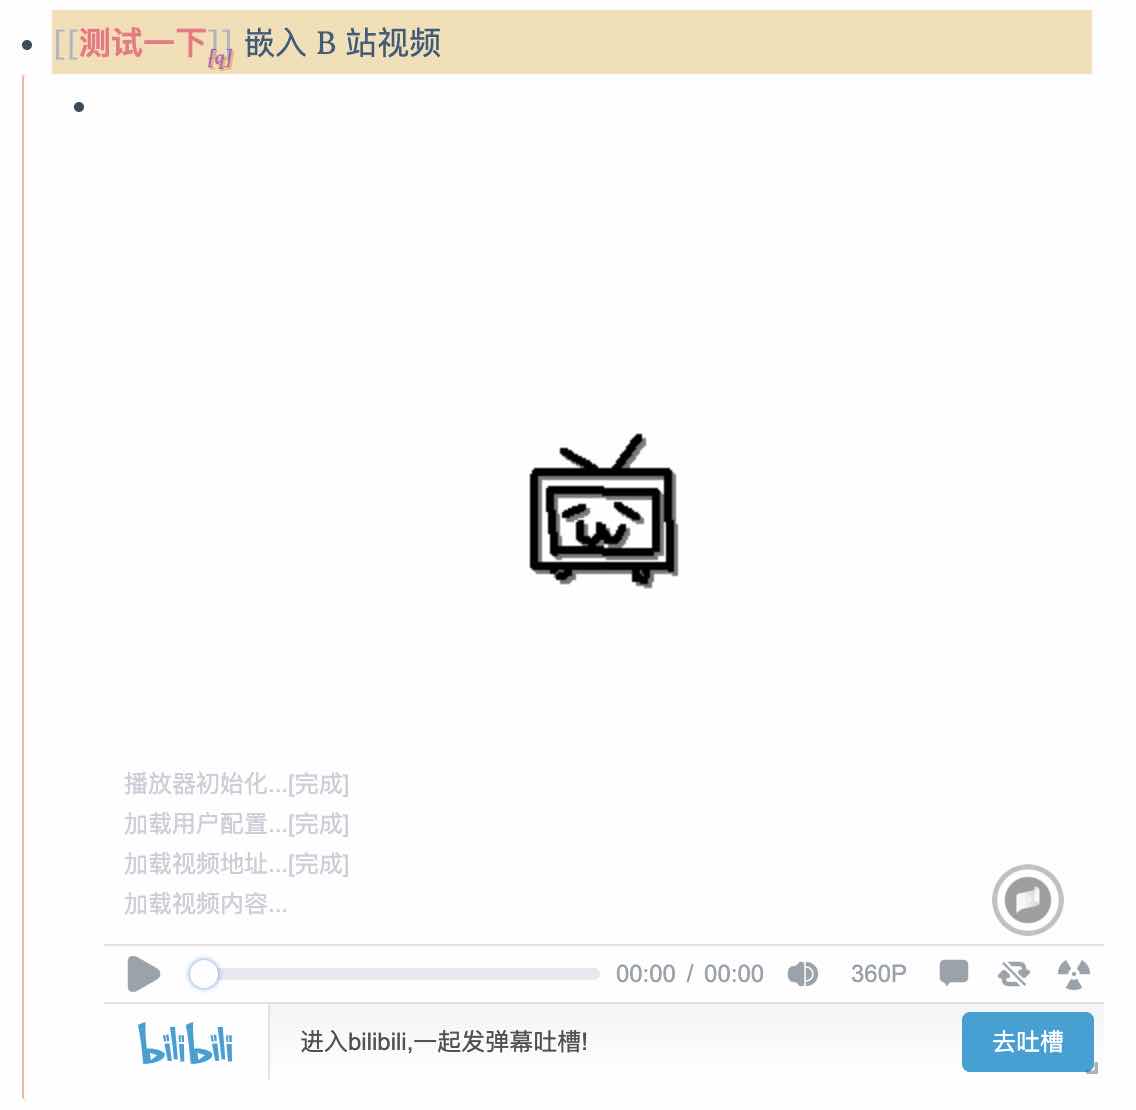 [[测试一下]] 嵌入 B 站视频
[q]
播放器初始化...[完成]
加载用户配置...[完成]
加载视频地址...[完成]
加载视频内容...
00:00 / 00:00 360P
bilibili 进入bilibili,一起发弹幕吐槽! 去吐槽